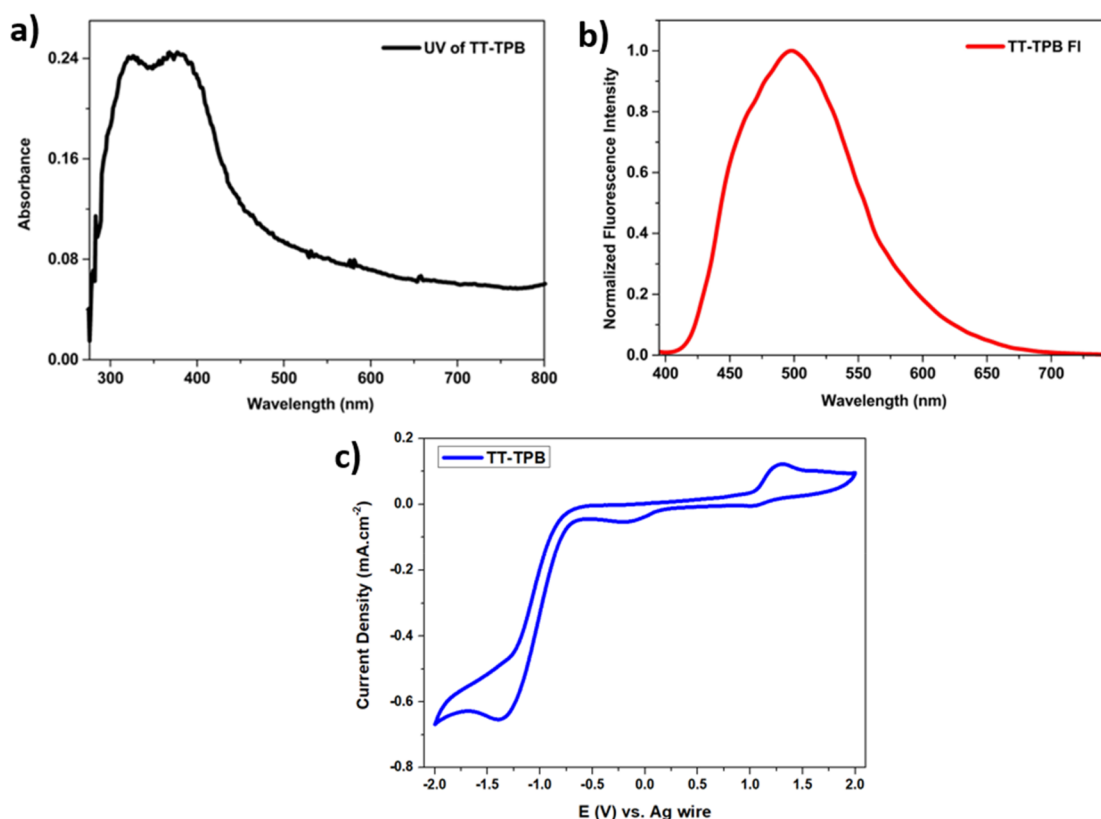 a)
UV of TT-TPB
0.24
0.16
0.08
0.00
Absorbance
300 400 500 600 700 800
Wavelength (nm)
b)
TT-TPB Fl
1.0
0.8
0.6
0.4
0.2
0.0
Normalized Fluorescence Intensity
400 450 500 550 600 650 700
Wavelength (nm)
c)
TT-TPB
0.2
0.0
-0.2
-0.4
-0.6
-0.8
Current Density (mA.cm-2)
-2.0 -1.5 -1.0 -0.5 0.0 0.5 1.0 1.5 2.0
E (V) vs. Ag wire